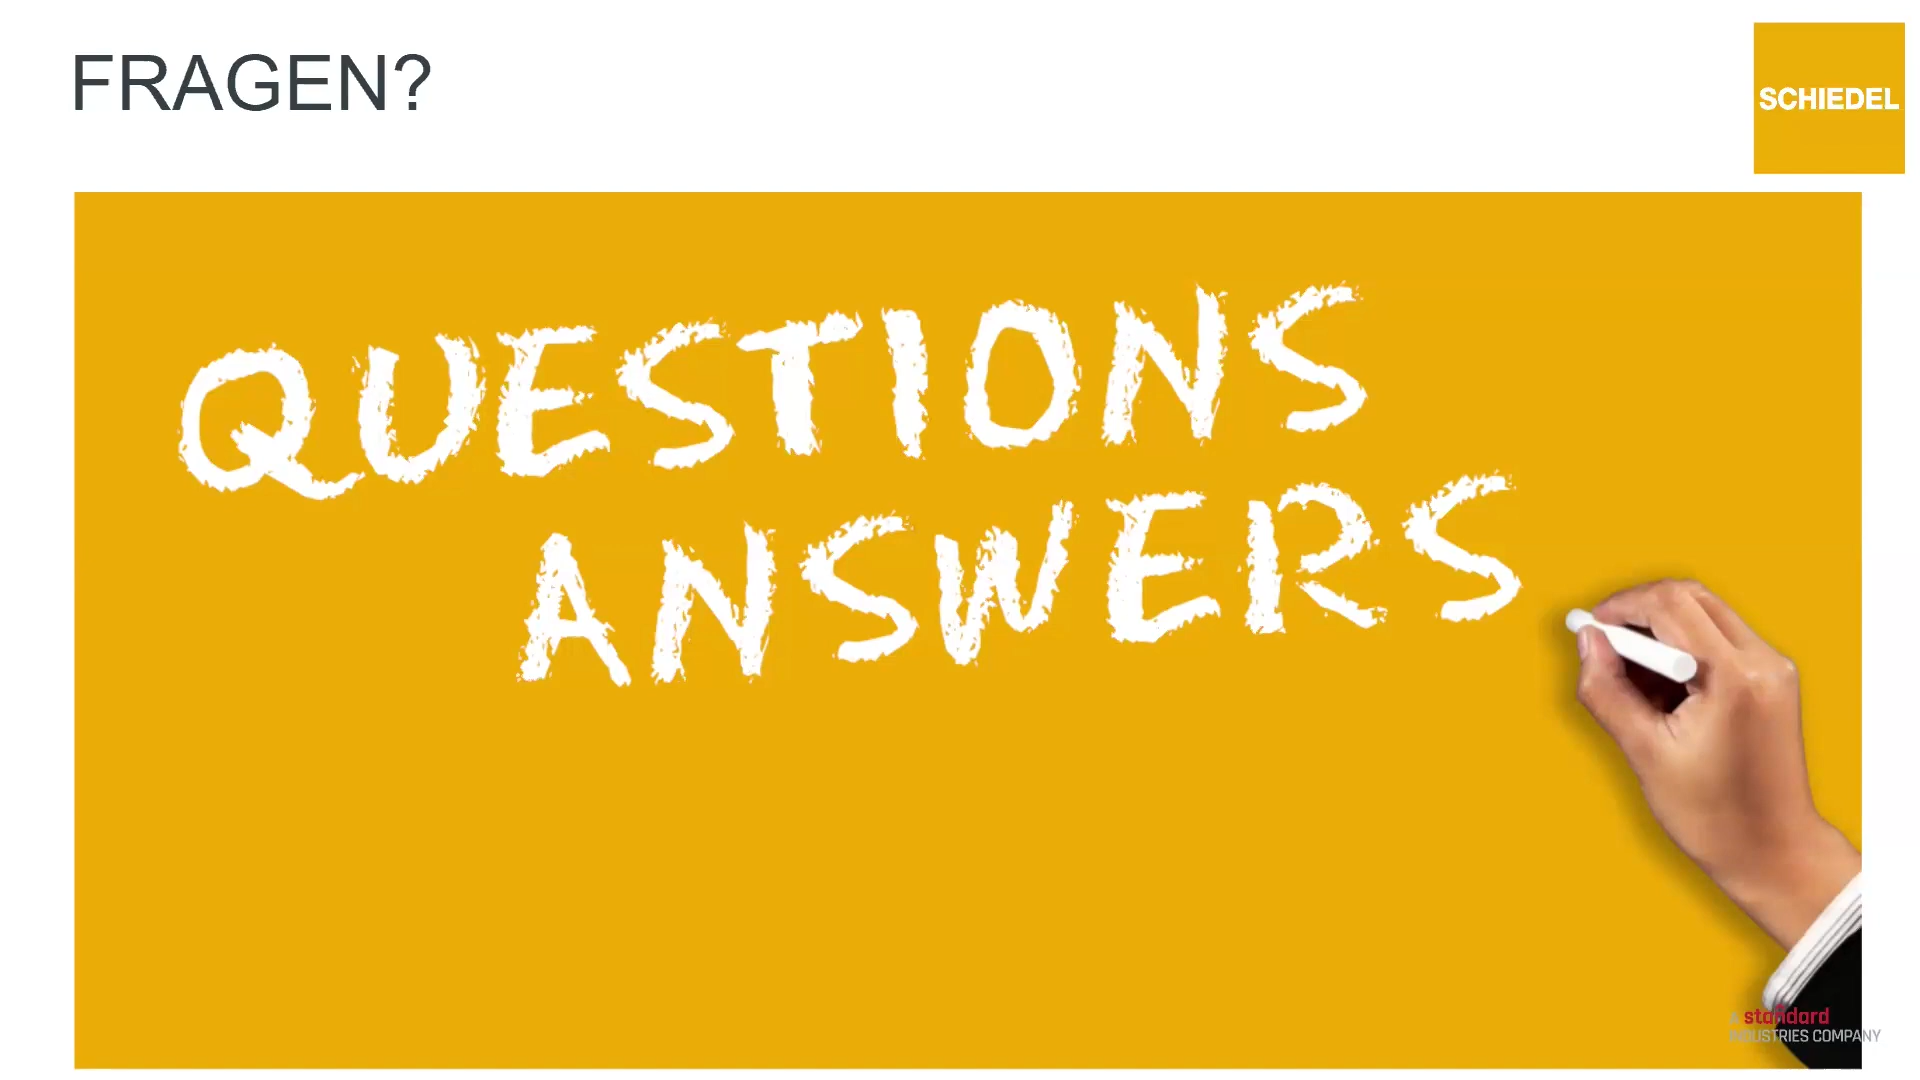 FRAGEN?
SCHIEDEL
QUESTIONS
ANSWERS
A standard
INDUSTRIES COMPANY